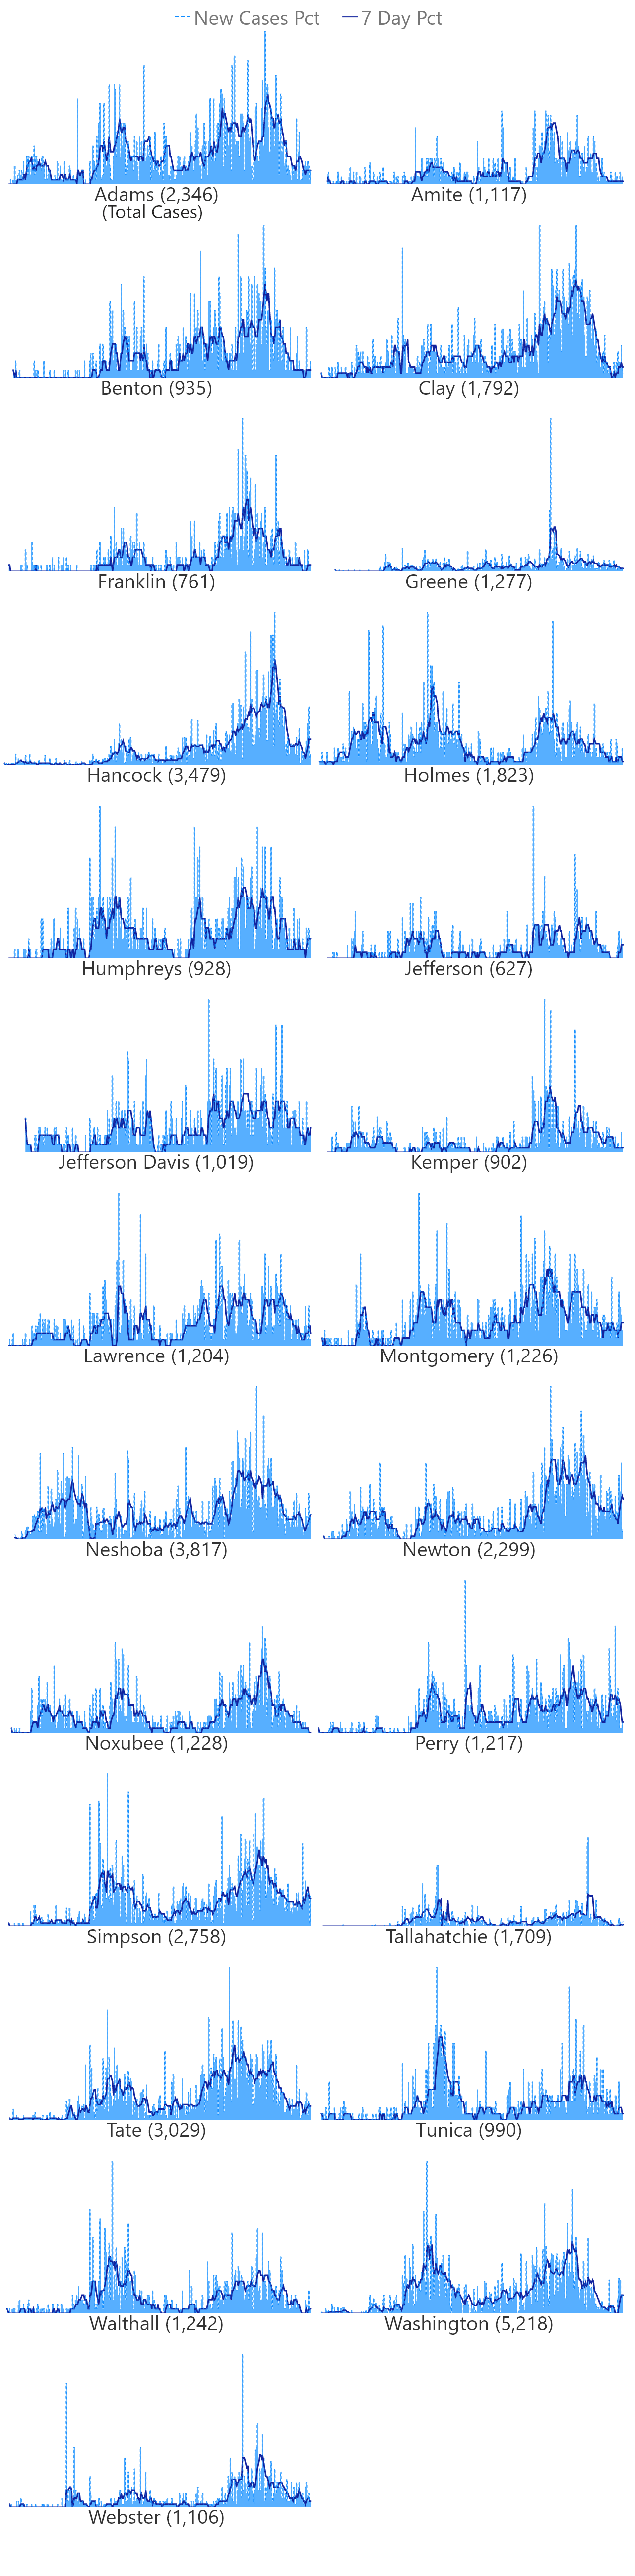 New Cases Pct 7 Day Pct
Adams (2,346) Amite (1,117)
(Total Cases)
Benton (935) Clay (1,792)
Franklin (761) Greene (1,277)
Hancock (3,479) Holmes (1,823)
Humphreys (928) Jefferson (627)
Jefferson Davis (1,019) Kemper (902)
Lawrence (1,204) Montgomery (1,226)
Neshoba (3,817) Newton (2,299)
Noxubee (1,228) Perry (1,217)
Simpson (2,758) Tallahatchie (1,709)
Tate (3,029) Tunica (990)
Walthall (1,242) Washington (5,218)
Webster (1,106)